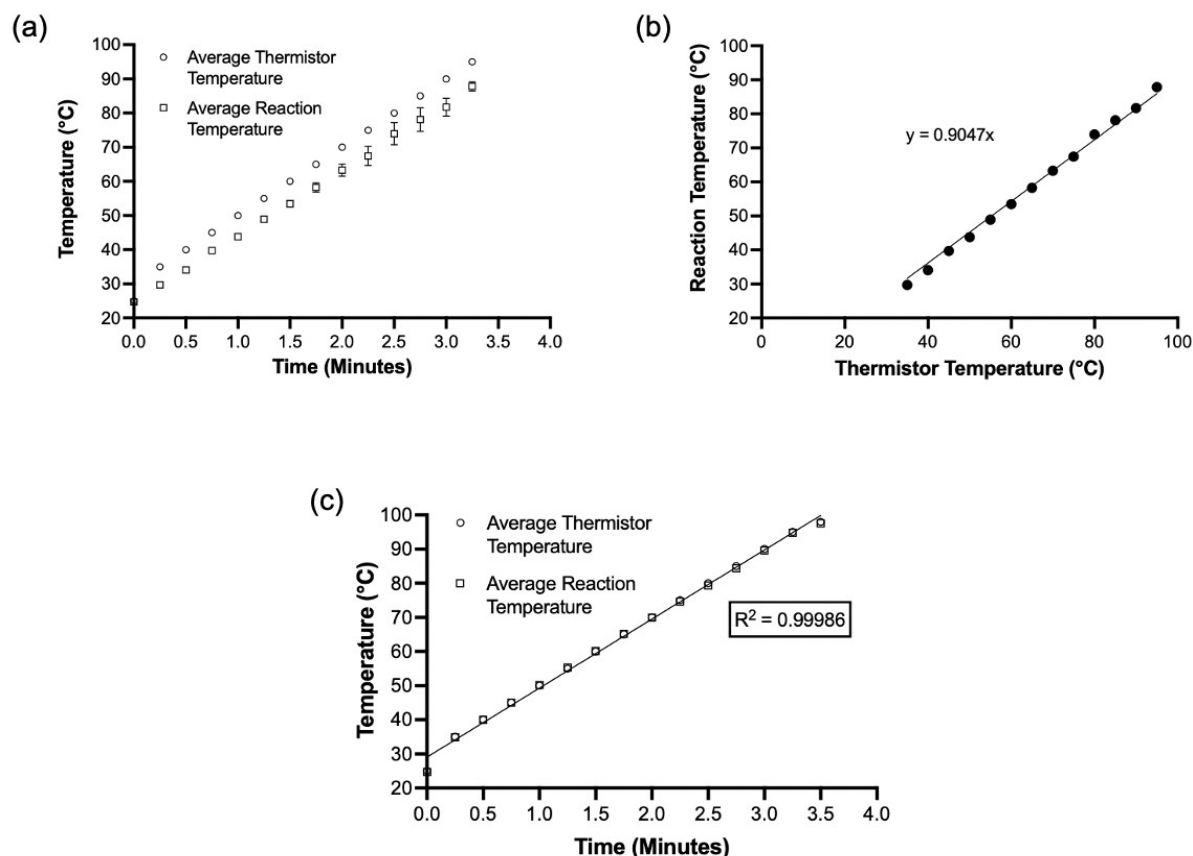 (a)
100
90
80
70
60
50
40
30
20
Temperature (°C)
Average Thermistor
Temperature
Average Reaction
Temperature
0.0 0.5 1.0 1.5 2.0 2.5 3.0 3.5 4.0
Time (Minutes)
(b)
100
90
80
70
60
50
40
30
20
Reaction Temperature (°C)
y = 0.9047x
0 20 40 60 80 100
Thermistor Temperature (°C)
(c)
100
90
80
70
60
50
40
30
20
Temperature (°C)
Average Thermistor
Temperature
Average Reaction
Temperature
R² = 0.99986
0.0 0.5 1.0 1.5 2.0 2.5 3.0 3.5 4.0
Time (Minutes)